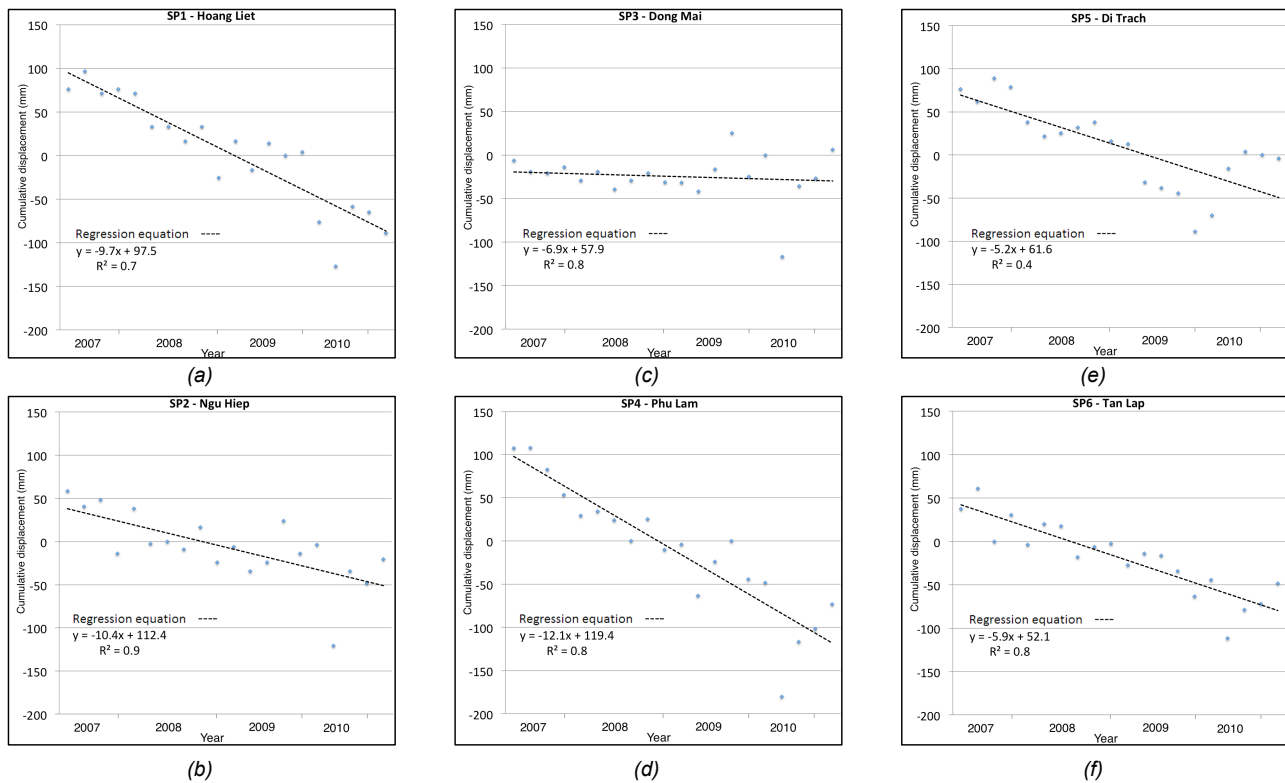 SP1 - Hoang Liet
Cumulative displacement (mm)
150
100
50
0
-50
-100
-150
-200
Regression equation ----
y = -9.7x + 97.5
R² = 0.7
2007 2008 2009 2010
Year
(a)
SP3 - Dong Mai
Cumulative displacement (mm)
150
100
50
0
-50
-100
-150
-200
Regression equation ----
y = -6.9x + 57.9
R² = 0.8
2007 2008 2009 2010
Year
(c)
SP5 - Di Trach
Cumulative displacement (mm)
150
100
50
0
-50
-100
-150
-200
Regression equation ----
y = -5.2x + 61.6
R² = 0.4
2007 2008 2009 2010
Year
(e)
SP2 - Ngu Hiep
Cumulative displacement (mm)
150
100
50
0
-50
-100
-150
-200
Regression equation ----
y = -10.4x + 112.4
R² = 0.9
2007 2008 2009 2010
Year
(b)
SP4 - Phu Lam
Cumulative displacement (mm)
150
100
50
0
-50
-100
-150
-200
Regression equation ----
y = -12.1x + 119.4
R² = 0.8
2007 2008 2009 2010
Year
(d)
SP6 - Tan Lap
Cumulative displacement (mm)
150
100
50
0
-50
-100
-150
-200
Regression equation ----
y = -5.9x + 52.1
R² = 0.8
2007 2008 2009 2010
Year
(f)